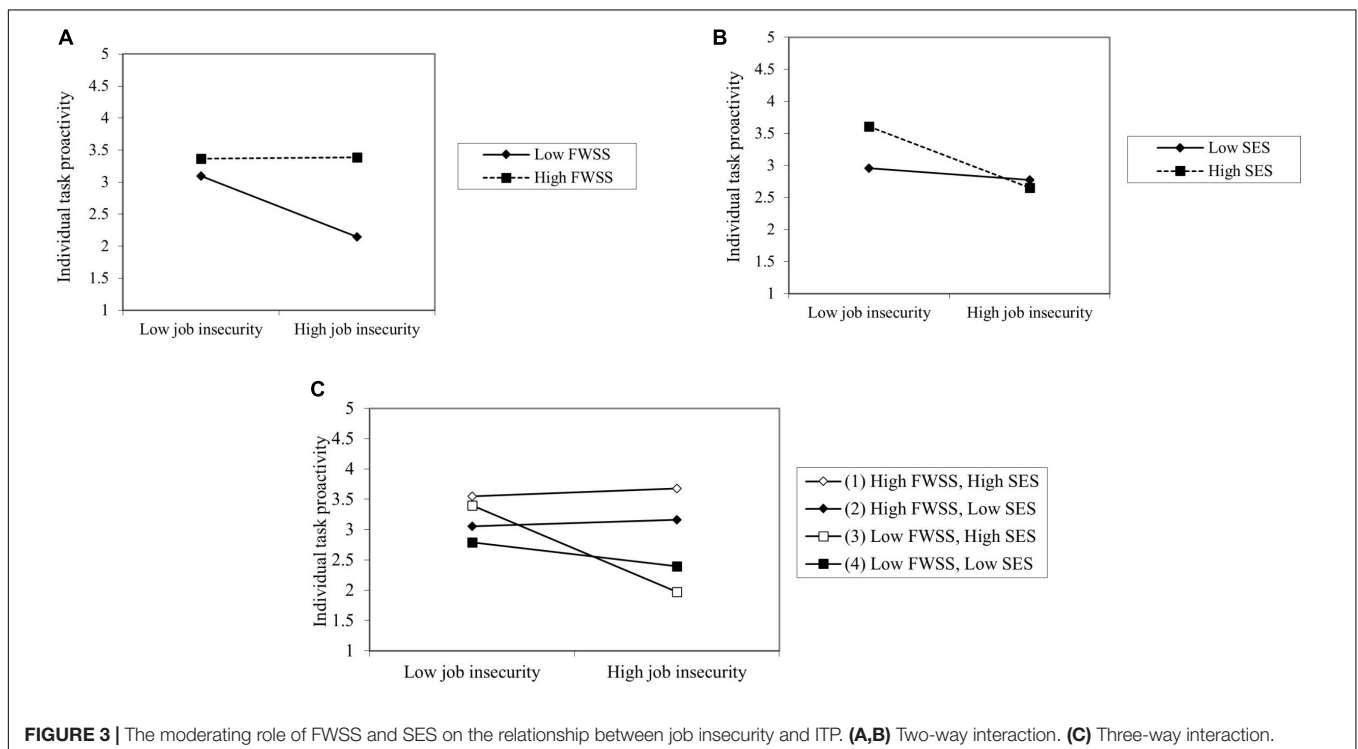 A
5
4.5
4
3.5
3
2.5
2
1.5
1
Individual task proactivity
Low job insecurity
High job insecurity
Low FWSS
High FWSS
B
5
4.5
4
3.5
3
2.5
2
1.5
1
Individual task proactivity
Low job insecurity
High job insecurity
Low SES
High SES
C
5
4.5
4
3.5
3
2.5
2
1.5
1
Individual task proactivity
Low job insecurity
High job insecurity
(1) High FWSS, High SES
(2) High FWSS, Low SES
(3) Low FWSS, High SES
(4) Low FWSS, Low SES
FIGURE 3 | The moderating role of FWSS and SES on the relationship between job insecurity and ITP. (A,B) Two-way interaction. (C) Three-way interaction.